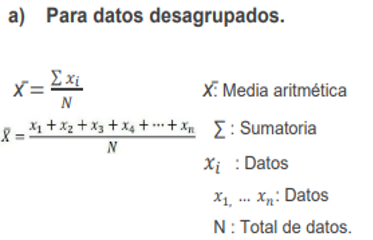 a) Para datos desagrupados.
X̄ = ∑ xᵢ / N
X̄: Media aritmética
X̄ = x₁ + x₂ + x₃ + x₄ + ⋯ + xₙ / N
∑ : Sumatoria
xᵢ : Datos
x₁, ... xₙ: Datos
N : Total de datos.